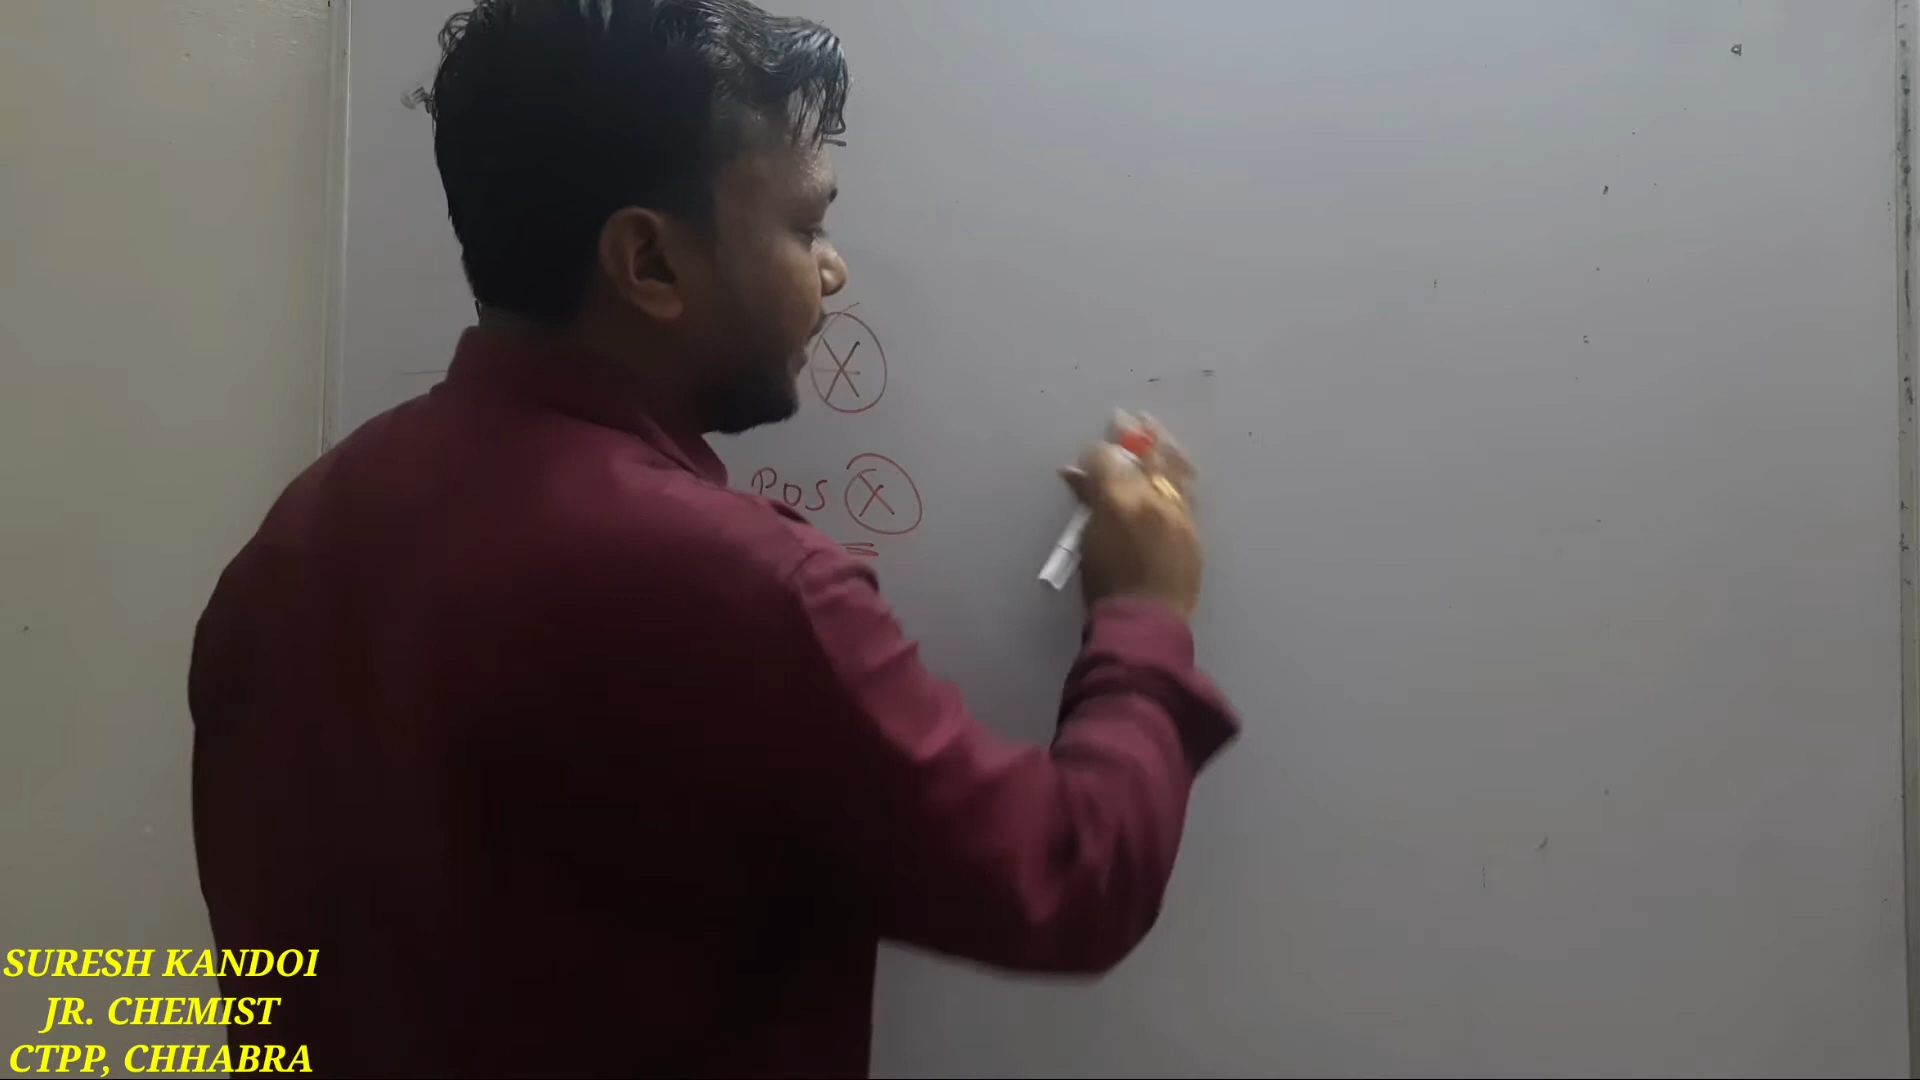 X
POS X
SURESH KANDOI
JR. CHEMIST
CTPP, CHHABRA